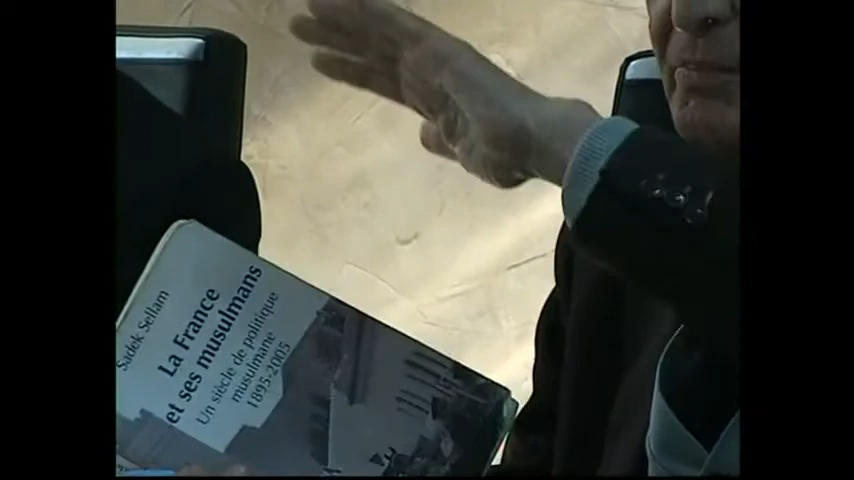 Sadek Sellam
La France
et ses musulmans
Un siècle de politique
musulmane
1895-2005